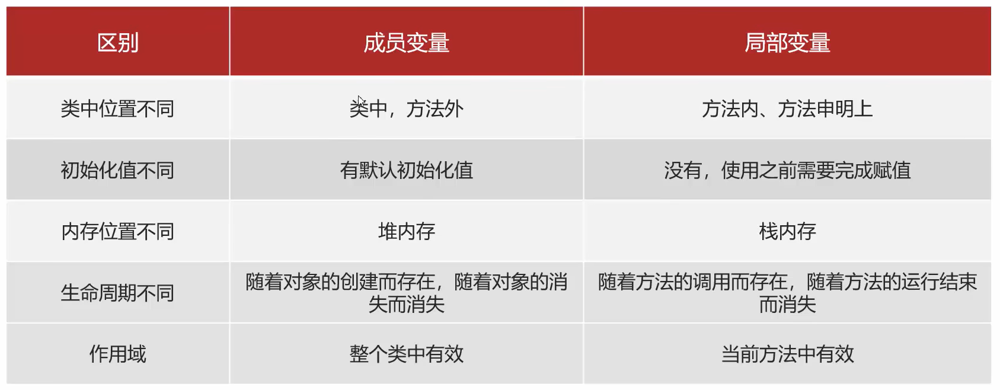 区别
成员变量
局部变量
类中位置不同
类中，方法外
方法内、方法申明上
初始化值不同
有默认初始化值
没有，使用之前需要完成赋值
内存位置不同
堆内存
栈内存
生命周期不同
随着对象的创建而存在，随着对象的消
失而消失
随着方法的调用而存在，随着方法的运行结束
而消失
作用域
整个类中有效
当前方法中有效